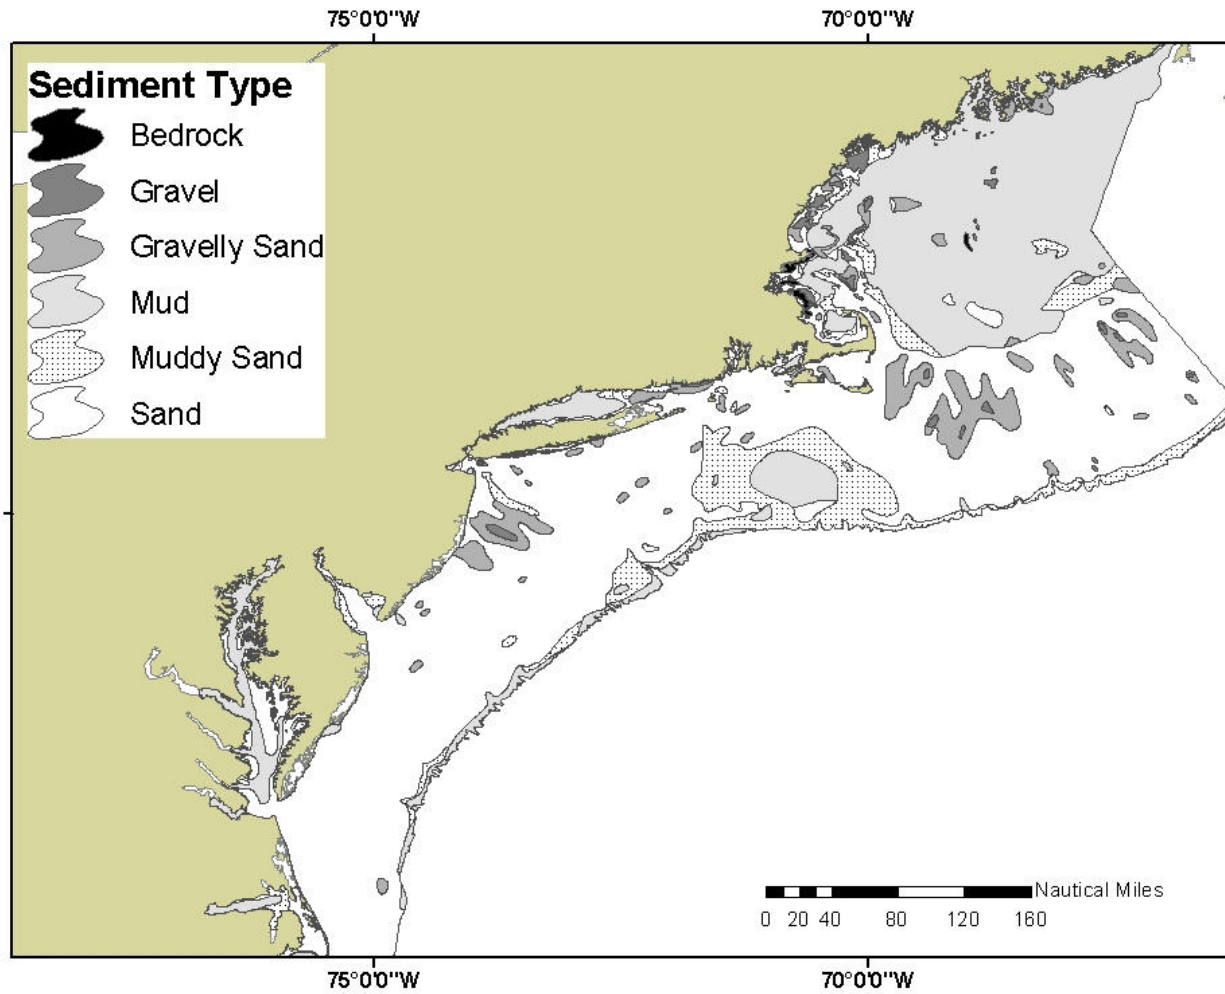 75°0'0"W 70°0'0"W
Sediment Type
Bedrock
Gravel
Gravelly Sand
Mud
Muddy Sand
Sand
Nautical Miles
0 20 40 80 120 160
75°0'0"W 70°0'0"W